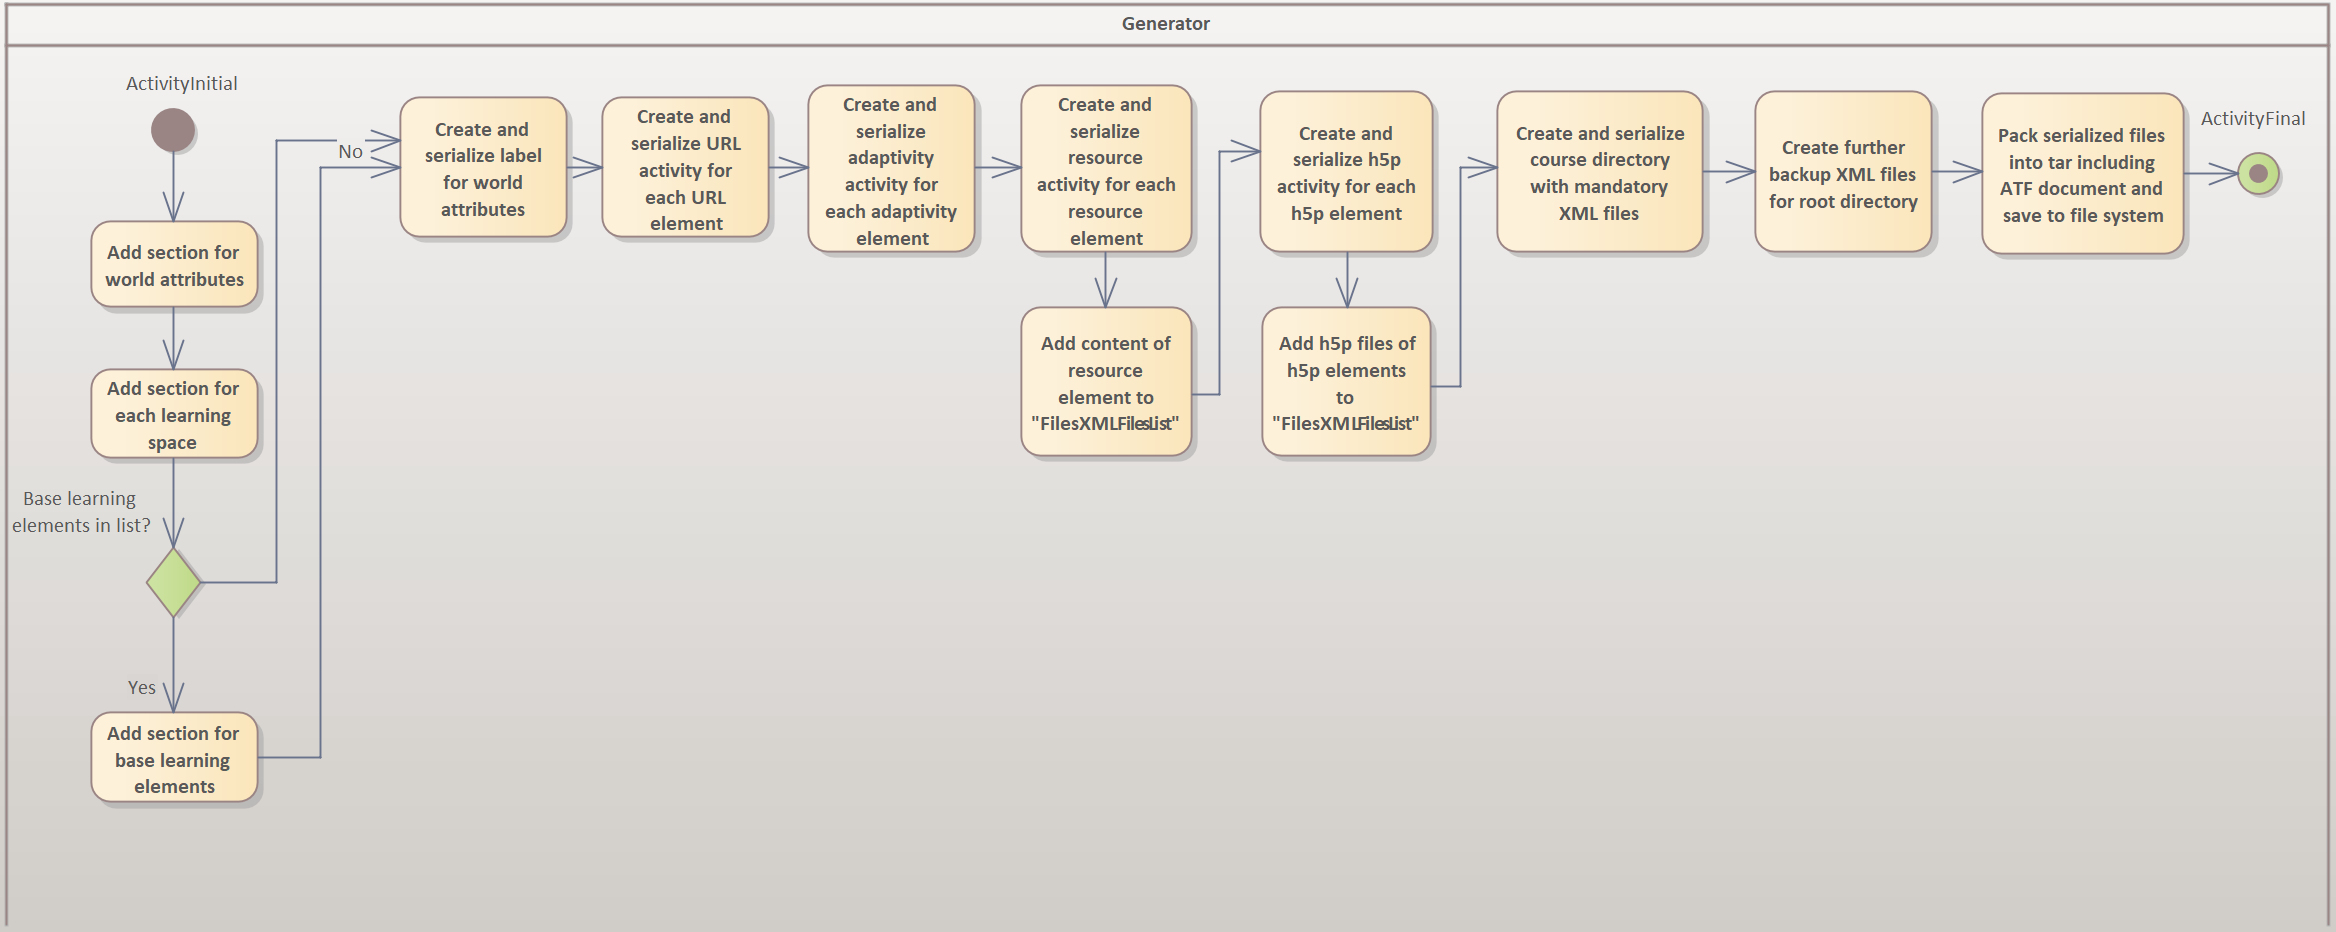 Generator
ActivityInitial
Add section for
world attributes
Add section for
each learning
space
Base learning
elements in list?
No
Yes
Add section for
base learning
elements
Create and
serialize label
for world
attributes
Create and
serialize URL
activity for
each URL
element
Create and
serialize
adaptivity
activity for
each adaptivity
element
Create and
serialize
resource
activity for each
resource
element
Add content of
resource
element to
"FilesXMLFilesList"
Create and
serialize h5p
activity for each
h5p element
Add h5p files of
h5p elements
to
"FilesXMLFilesList"
Create and serialize
course directory
with mandatory
XML files
Create further
backup XML files
for root directory
Pack serialized files
into tar including
ATF document and
save to file system
ActivityFinal